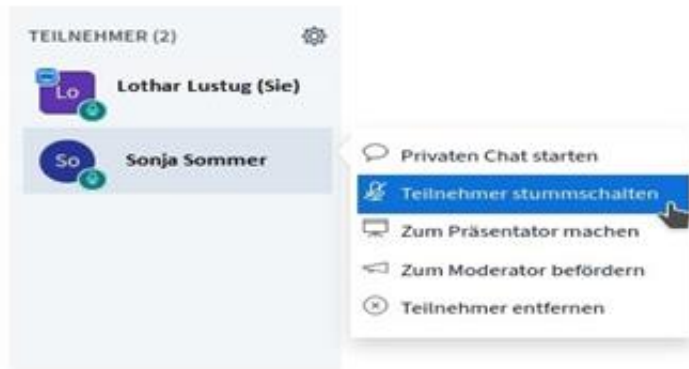 TEILNEHMER (2)
Lo
Lothar Lustug (Sie)
So
Sonja Sommer
Privaten Chat starten
Teilnehmer stummschalten
Zum Präsentator machen
Zum Moderator befördern
Teilnehmer entfernen